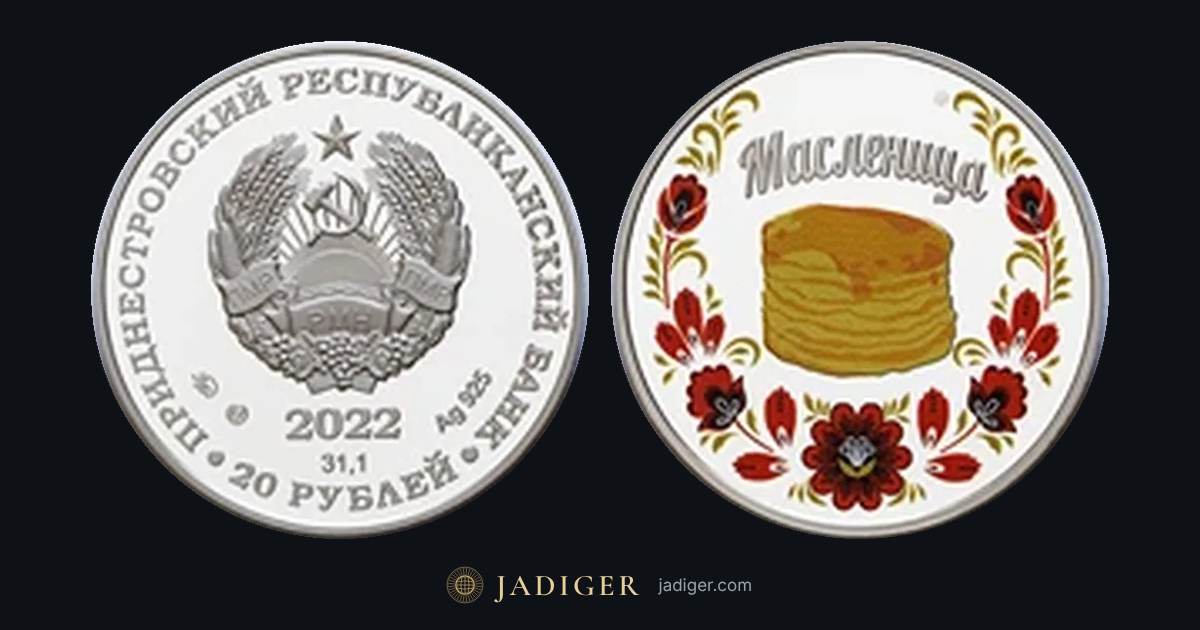 ПРИДНЕСТРОВСКИЙ РЕСПУБЛИКАНСКИЙ БАНК
ПМР
ПМР
РМН
2022
Ag 925
31,1
• 20 РУБЛЕЙ •
Масленица
JADIGER jadiger.com